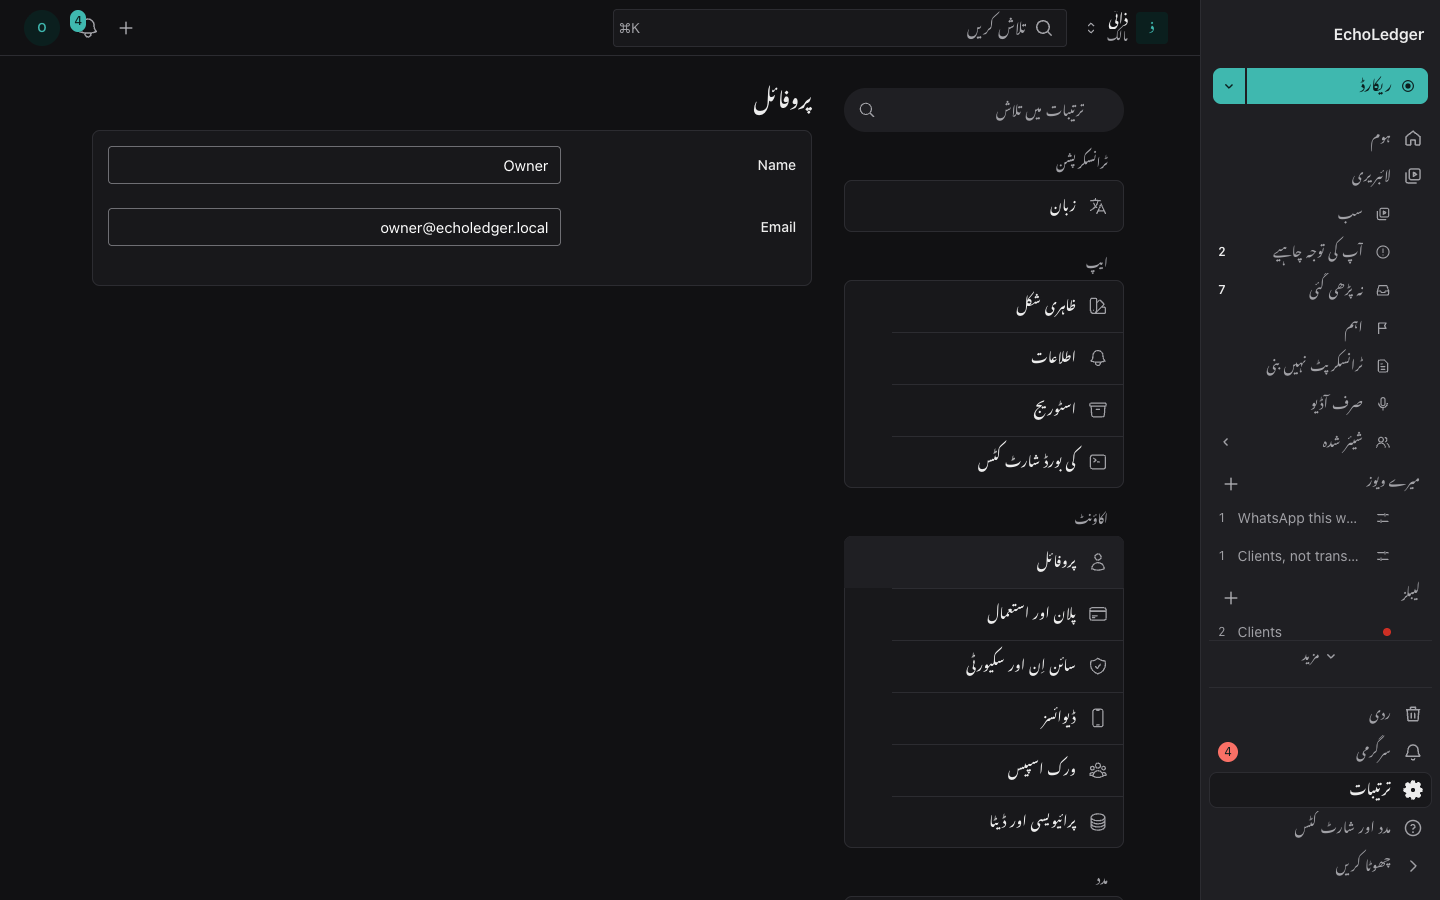 EchoLedger
ریکارڈ
ہوم
لائبریری
سب
آپ کی توجہ چاہیے
2
نہ پڑھی گئی
7
اہم
ٹرانسکرپٹ نہیں بنی
صرف آڈیو
شیئر شدہ
میرے ویوز
WhatsApp this w…
1
Clients, not trans…
1
لیبلز
Clients
2
مزید
ردی
سرگرمی
4
ترتیبات
مدد اور شارٹ کٹس
چھوٹا کریں
ذ
ذاتی
مالک
تلاش کریں
⌘K
4
O
ترتیبات میں تلاش
ٹرانسکرپشن
زبان
ایپ
ظاہری شکل
اطلاعات
اسٹوریج
کی بورڈ شارٹ کٹس
اکاؤنٹ
پروفائل
پلان اور استعمال
سائن اِن اور سکیورٹی
ڈیوائسز
ورک اسپیس
پرائیویسی اور ڈیٹا
مدد
پروفائل
Name
Owner
Email
owner@echoledger.local